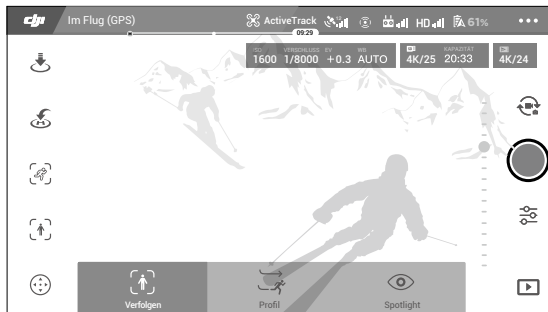 dji Im Flug (GPS) ActiveTrack HD 61%
09:29
ISO VERSCHLUSS EV WB KAPAZITÄT
1600 1/8000 +0.3 AUTO 4K/25 20:33 4K/24
Verfolgen Profil Spotlight